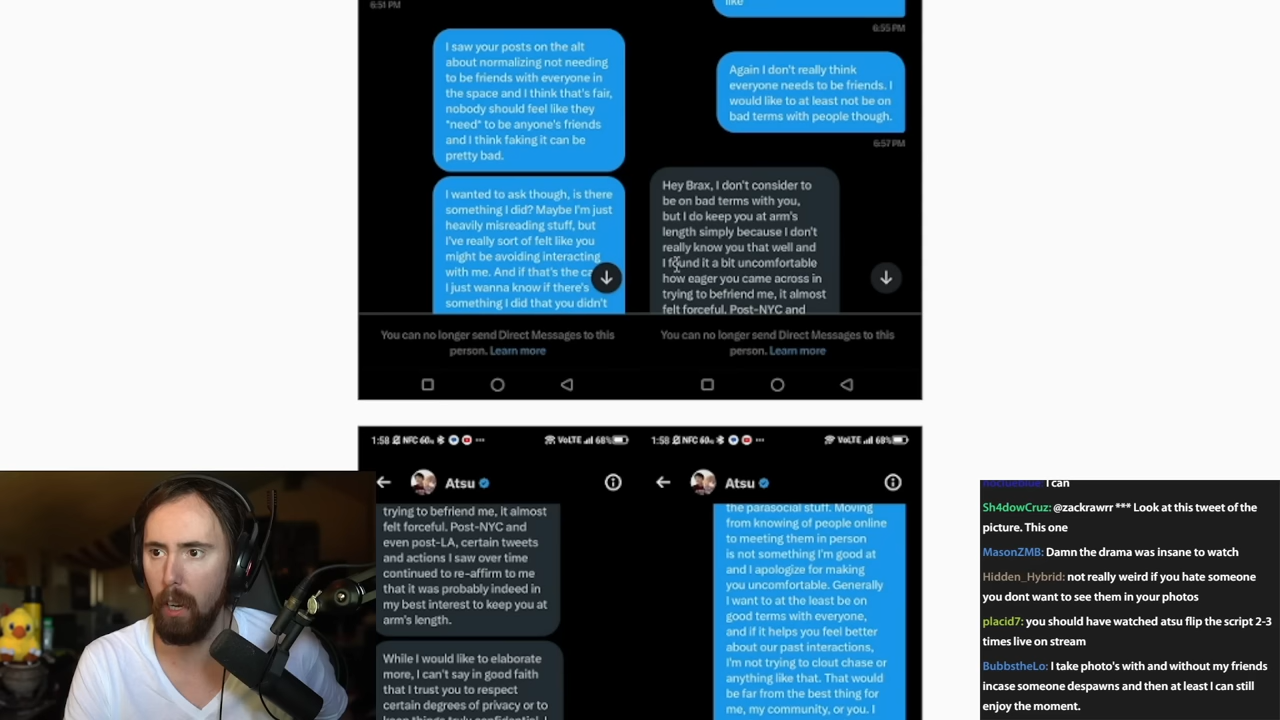 6:51 PM
I saw your posts on the alt
about normalizing not needing
to be friends with everyone in
the space and I think that's fair,
nobody should feel like they
*need* to be anyone's friends
and I think faking it can be
pretty bad.
I wanted to ask though, is there
something I did? Maybe I'm just
heavily misreading stuff, but
I've really sort of felt like you
might be avoiding interacting
with me. And if that's the
I just wanna know if there's
something I did that you didn't
You can no longer send Direct Messages to this
person. Learn more
like
6:55 PM
Again I don't really think
everyone needs to be friends. I
would like to at least not be on
bad terms with people though.
6:57 PM
Hey Brax, I don't consider to
be on bad terms with you,
but I do keep you at arm's
length simply because I don't
really know you that well and
I found it a bit uncomfortable
how eager you came across in
trying to befriend me, it almost
felt forceful. Post-NYC and
You can no longer send Direct Messages to this
person. Learn more
1:58 NFC VoLTE 68%
Atsu
trying to befriend me, it almost
felt forceful. Post-NYC and
even post-LA, certain tweets
and actions I saw over time
continued to re-affirm to me
that it was probably indeed in
my best interest to keep you at
arm's length.
While I would like to elaborate
more, I can't say in good faith
that I trust you to respect
certain degrees of privacy or to
keep things truly confidential. I
1:58 NFC VoLTE 68%
Atsu
the parasocial stuff. Moving
from knowing of people online
to meeting them in person
is not something I'm good at
and I apologize for making
you uncomfortable. Generally
I want to at the least be on
good terms with everyone,
and if it helps you feel better
about our past interactions,
I'm not trying to clout chase or
anything like that. That would
be far from the best thing for
me, my community, or you. I
I can
Sh4dowCruz: @zackrawrr *** Look at this tweet of the
picture. This one
MasonZMB: Damn the drama was insane to watch
Hidden_Hybrid: not really weird if you hate someone
you dont want to see them in your photos
placid7: you should have watched atsu flip the script 2-3
times live on stream
BubbstheLo: I take photo's with and without my friends
incase someone despawns and then at least I can still
enjoy the moment.